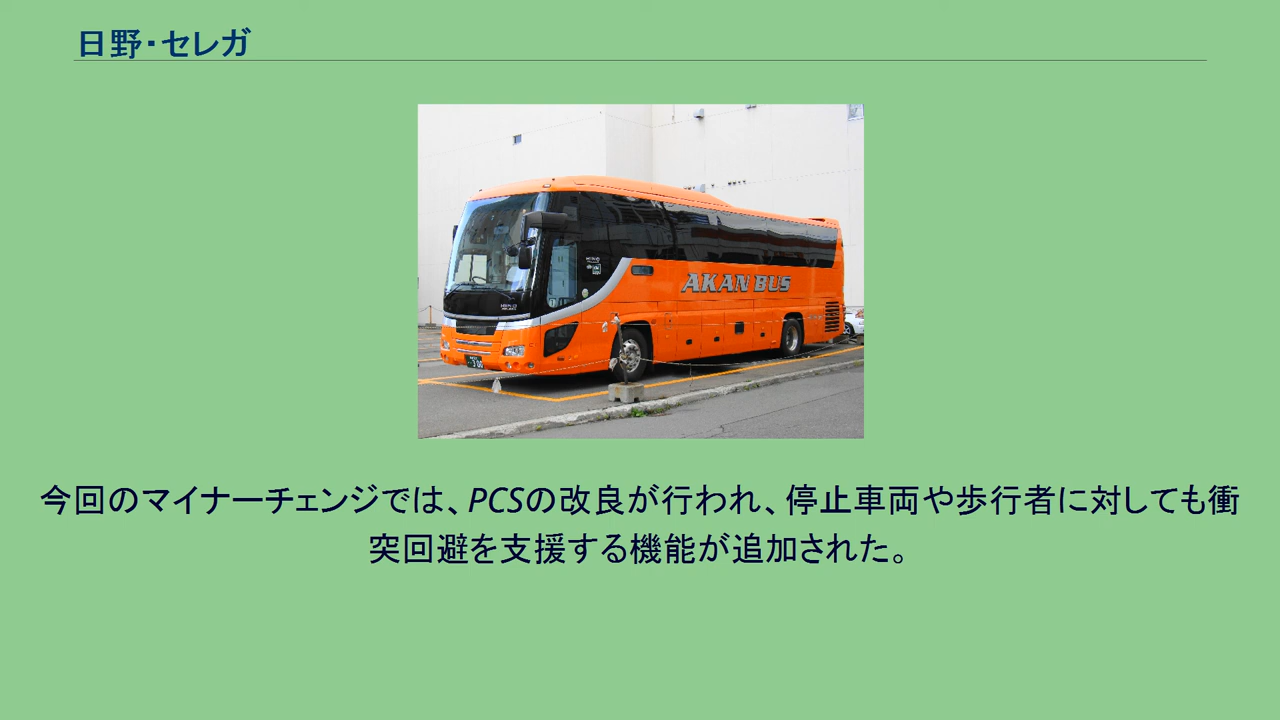 日野・セレガ
AKAN BUS
今回のマイナーチェンジでは、PCSの改良が行われ、停止車両や歩行者に対しても衝
突回避を支援する機能が追加された。